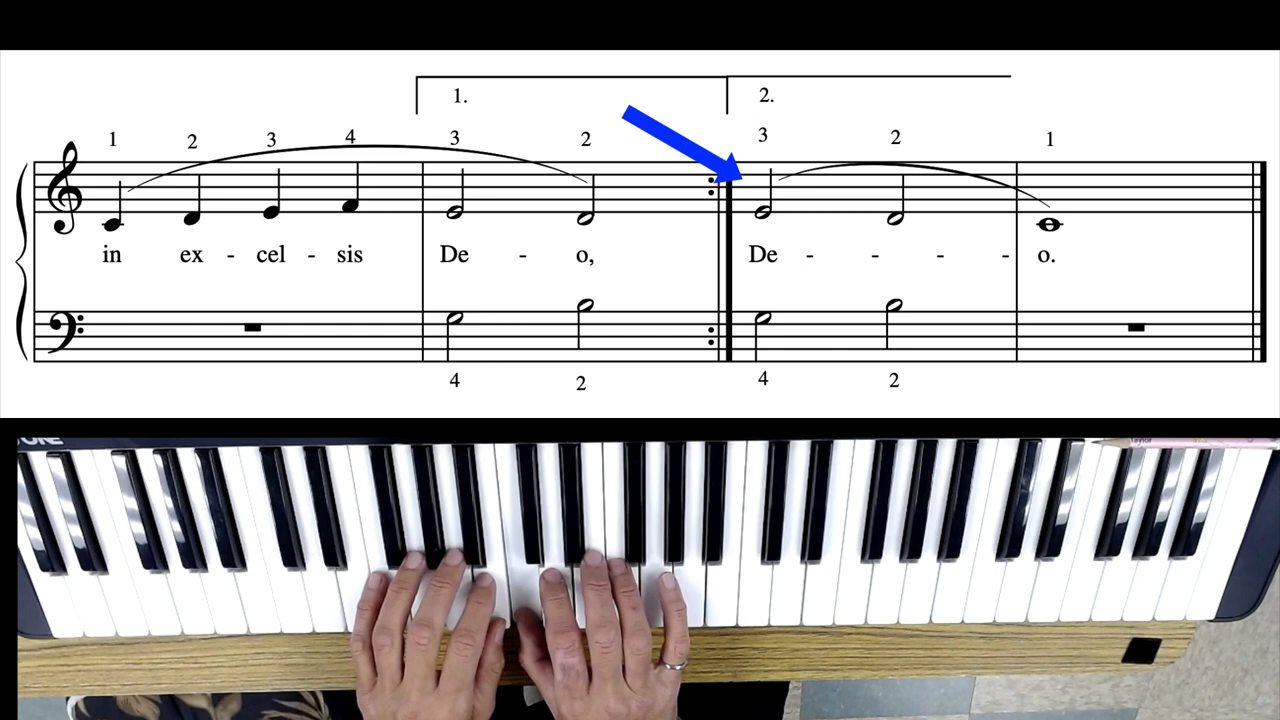 1. 2.
1 2 3 4 3 2 3 2 1
in ex - cel - sis De - o, De - - - - o.
4 2 4 2